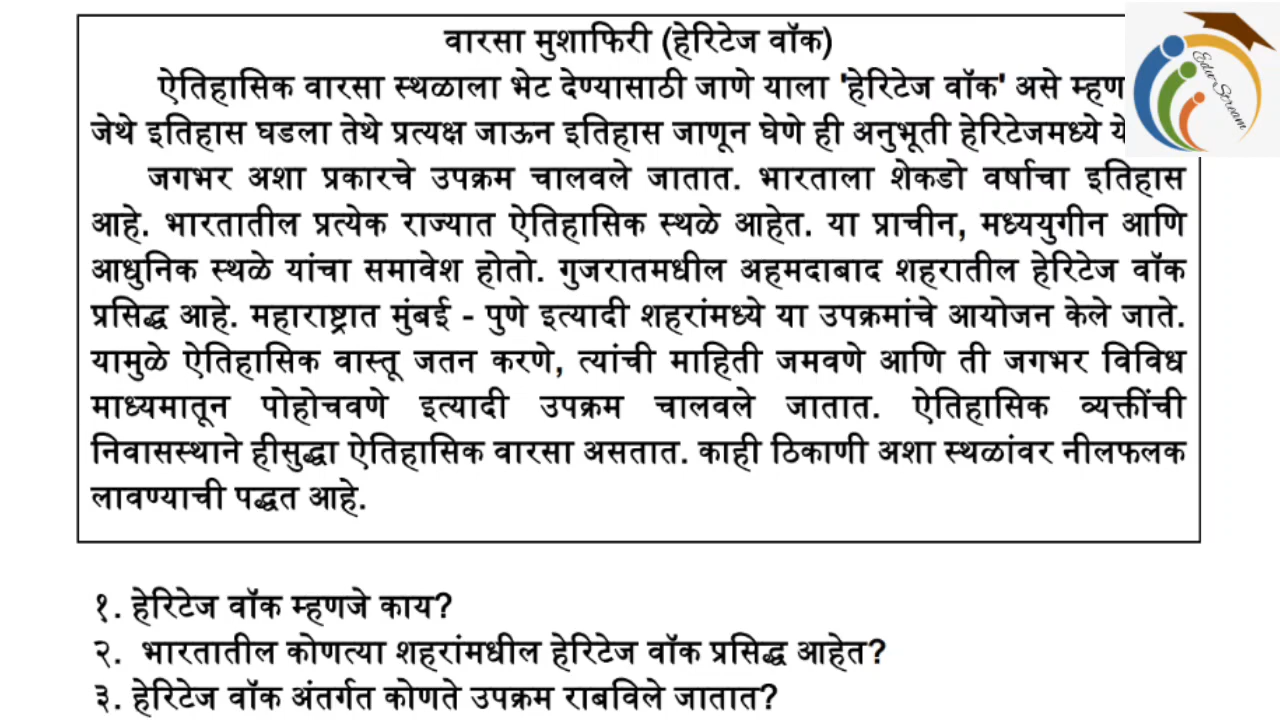 वारसा मुशाफिरी (हेरिटेज वॉक)
ऐतिहासिक वारसा स्थळाला भेट देण्यासाठी जाणे याला 'हेरिटेज वॉक' असे
जेथे इतिहास घडला तेथे प्रत्यक्ष जाऊन इतिहास जाणून घेणे ही अनुभूती हेरिटेजमध्ये
जगभर अशा प्रकारचे उपक्रम चालवले जातात. भारताला शेकडो वर्षाचा इतिहास
आहे. भारतातील प्रत्येक राज्यात ऐतिहासिक स्थळे आहेत. या प्राचीन, मध्ययुगीन आणि
आधुनिक स्थळे यांचा समावेश होतो. गुजरातमधील अहमदाबाद शहरातील हेरिटेज वॉक
प्रसिद्ध आहे. महाराष्ट्रात मुंबई - पुणे इत्यादी शहरांमध्ये या उपक्रमांचे आयोजन केले जाते.
यामुळे ऐतिहासिक वास्तू जतन करणे, त्यांची माहिती जमवणे आणि ती जगभर विविध
माध्यमातून पोहोचवणे इत्यादी उपक्रम चालवले जातात. ऐतिहासिक व्यक्तींची
निवासस्थाने हीसुद्धा ऐतिहासिक वारसा असतात. काही ठिकाणी अशा स्थळांवर नीलफलक
लावण्याची पद्धत आहे.
१. हेरिटेज वॉक म्हणजे काय?
२. भारतातील कोणत्या शहरांमधील हेरिटेज वॉक प्रसिद्ध आहेत?
३. हेरिटेज वॉक अंतर्गत कोणते उपक्रम राबविले जातात?